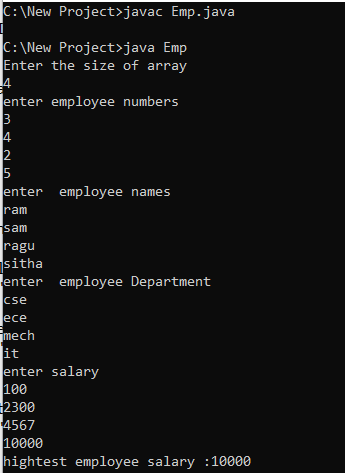 C:\New Project>javac Emp.java
C:\New Project>java Emp
Enter the size of array
4
enter employee numbers
3
4
2
5
enter  employee names
ram
sam
ragu
sitha
enter  employee Department
cse
ece
mech
it
enter salary
100
2300
4567
10000
hightest employee salary :10000